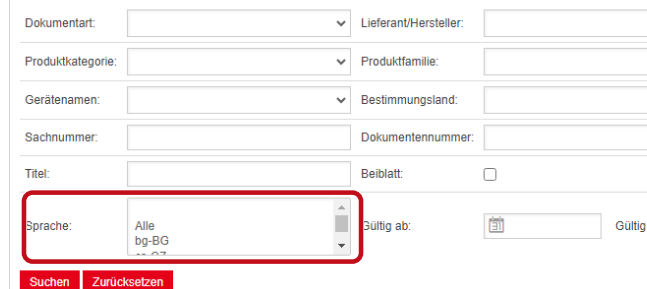 Dokumentart: Lieferant/Hersteller:
Produktkategorie: Produktfamilie:
Gerätenamen: Bestimmungsland:
Sachnummer: Dokumentennummer:
Titel: Beiblatt:
Sprache: Alle Gültig ab: Gültig
bg-BG
Suchen Zurücksetzen